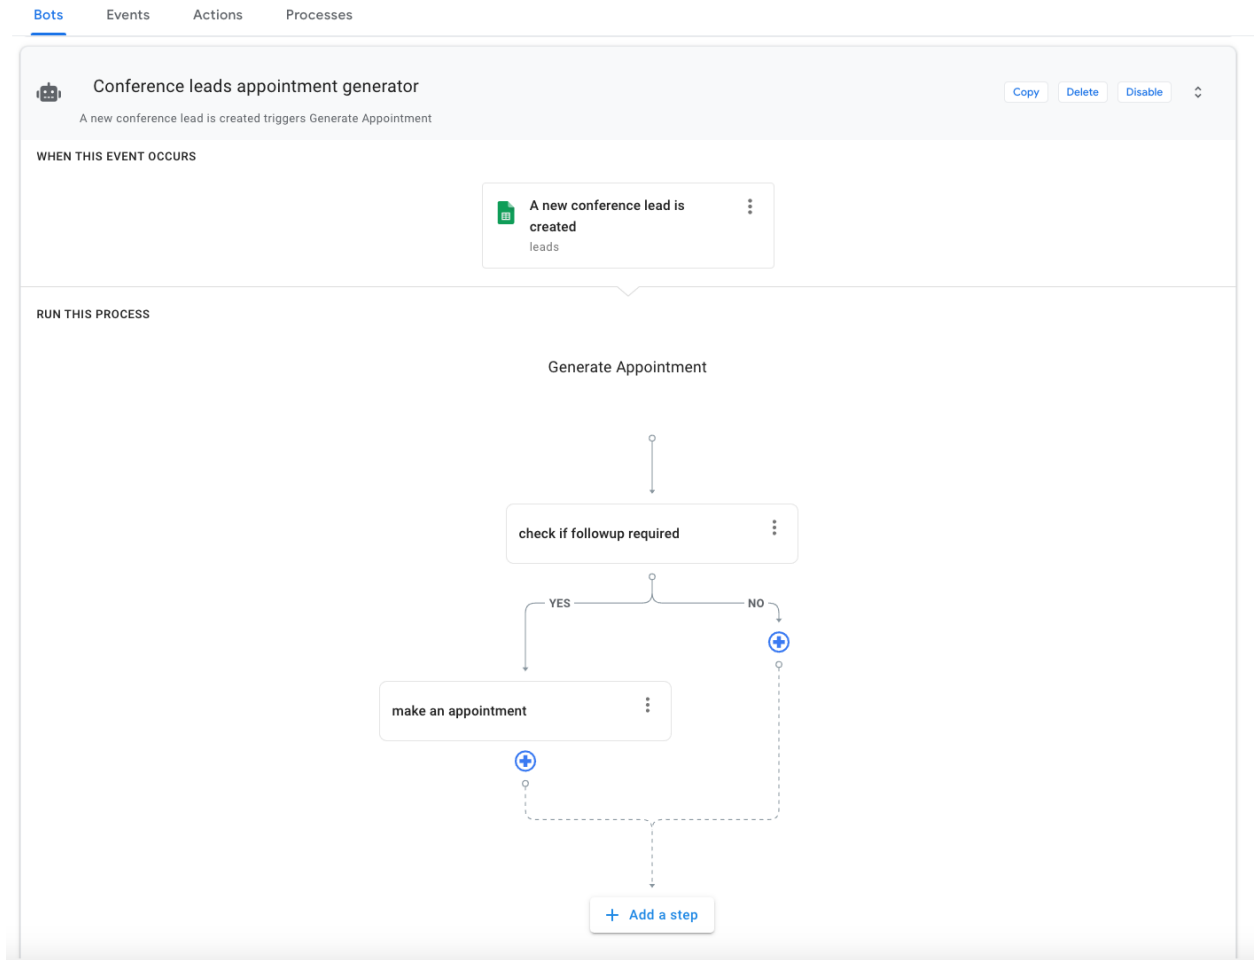 Bots Events Actions Processes
Conference leads appointment generator
Copy Delete Disable
A new conference lead is created triggers Generate Appointment
WHEN THIS EVENT OCCURS
A new conference lead is
created
leads
RUN THIS PROCESS
Generate Appointment
check if followup required
YES NO
make an appointment
Add a step